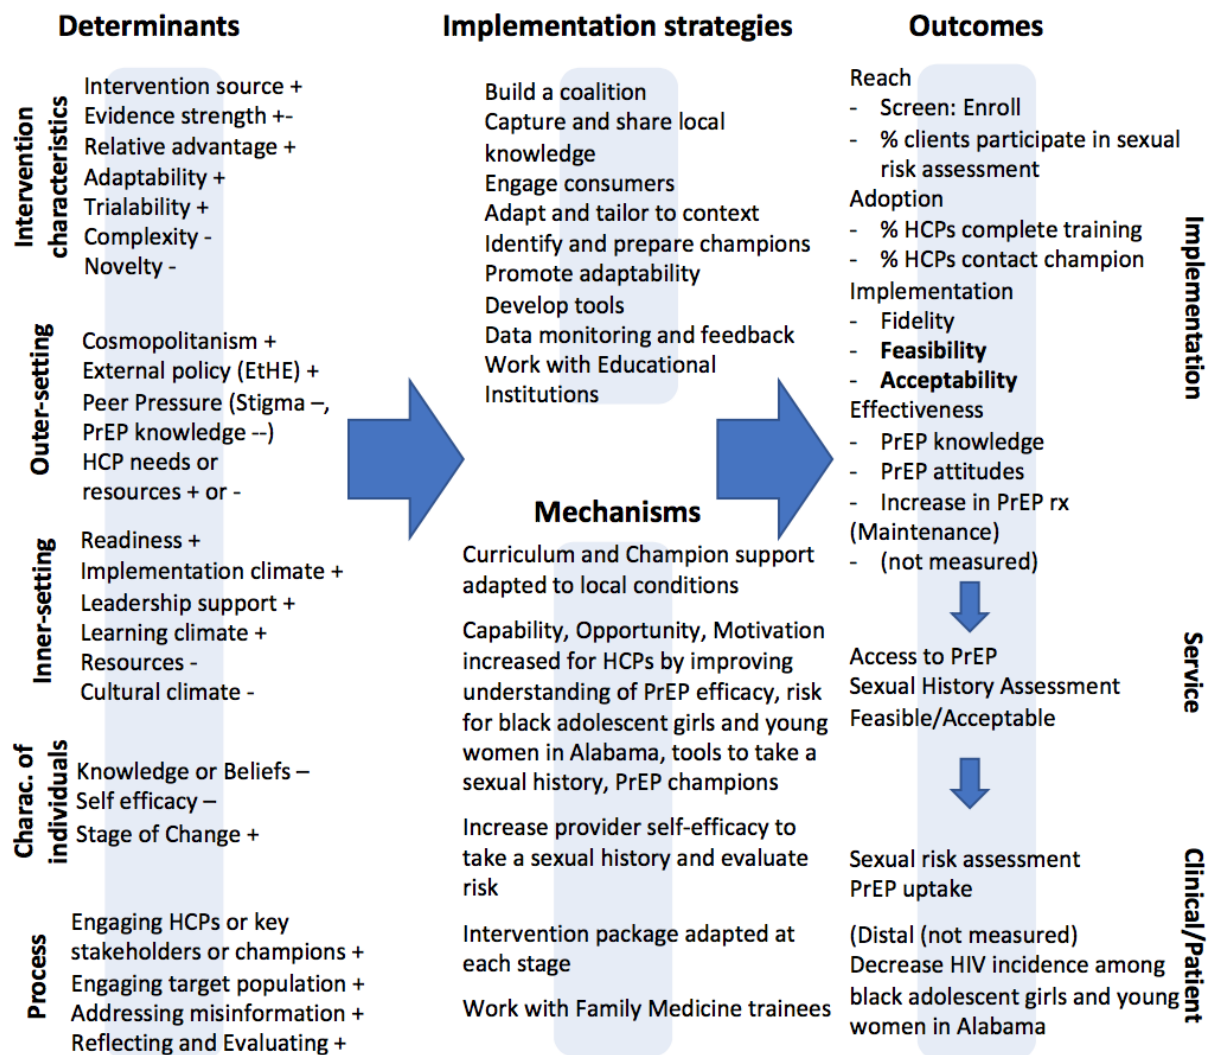 Determinants
Intervention characteristics
Intervention source +
Evidence strength +-
Relative advantage +
Adaptability +
Trialability +
Complexity -
Novelty -
Outer-setting
Cosmopolitanism +
External policy (EtHE) +
Peer Pressure (Stigma –,
PrEP knowledge --)
HCP needs or
resources + or -
Inner-setting
Readiness +
Implementation climate +
Leadership support +
Learning climate +
Resources -
Cultural climate -
Charac. of
individuals
Knowledge or Beliefs –
Self efficacy –
Stage of Change +
Process
Engaging HCPs or key
stakeholders or champions +
Engaging target population +
Addressing misinformation +
Reflecting and Evaluating +
Implementation strategies
Build a coalition
Capture and share local
knowledge
Engage consumers
Adapt and tailor to context
Identify and prepare champions
Promote adaptability
Develop tools
Data monitoring and feedback
Work with Educational
Institutions
Mechanisms
Curriculum and Champion support
adapted to local conditions
Capability, Opportunity, Motivation
increased for HCPs by improving
understanding of PrEP efficacy, risk
for black adolescent girls and young
women in Alabama, tools to take a
sexual history, PrEP champions
Increase provider self-efficacy to
take a sexual history and evaluate
risk
Intervention package adapted at
each stage
Work with Family Medicine trainees
Outcomes
Implementation
Reach
- Screen: Enroll
- % clients participate in sexual
risk assessment
Adoption
- % HCPs complete training
- % HCPs contact champion
Implementation
- Fidelity
- Feasibility
- Acceptability
Effectiveness
- PrEP knowledge
- PrEP attitudes
- Increase in PrEP rx
(Maintenance)
- (not measured)
Service
Access to PrEP
Sexual History Assessment
Feasible/Acceptable
Clinical/Patient
Sexual risk assessment
PrEP uptake
(Distal (not measured)
Decrease HIV incidence among
black adolescent girls and young
women in Alabama